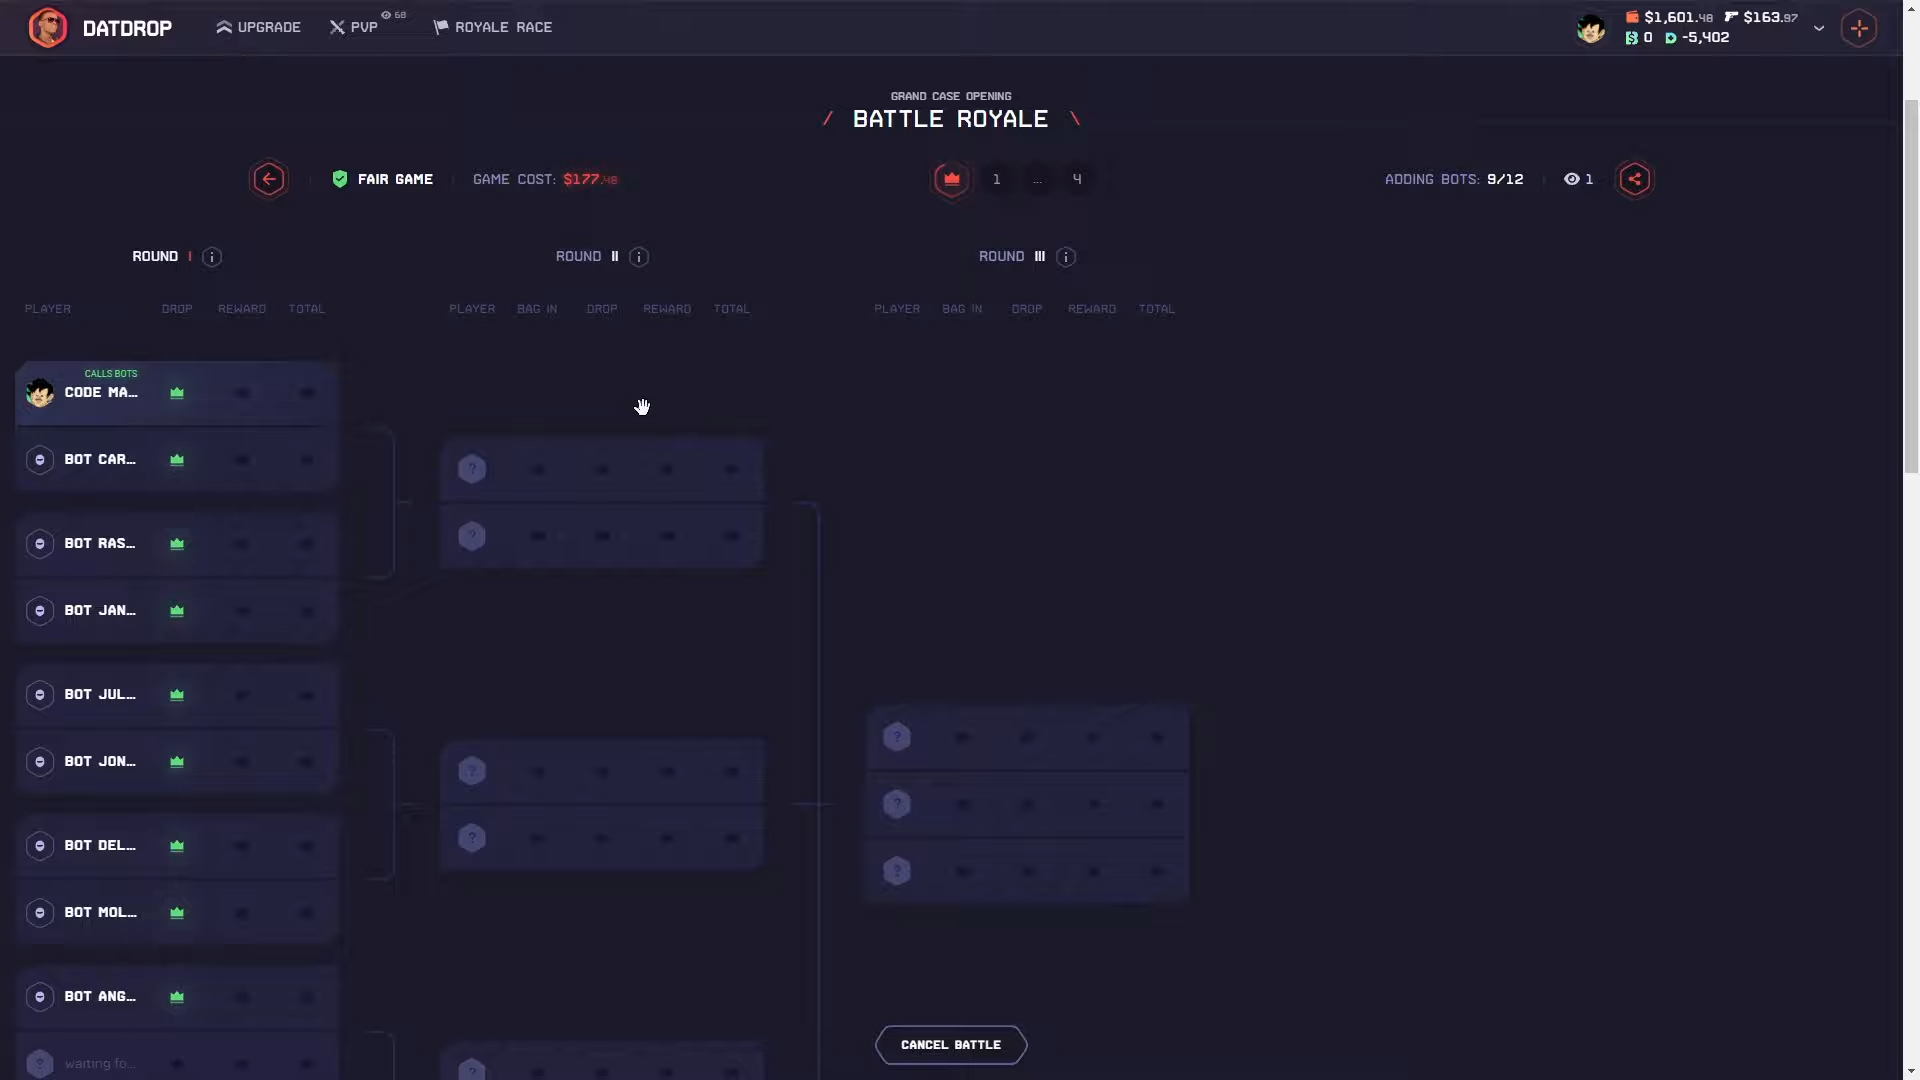 DATDROP
UPGRADE
PVP
68
ROYALE RACE
$1,601.48
$163.97
0
-5,402
GRAND CASE OPENING
/ BATTLE ROYALE \
FAIR GAME
GAME COST: $177.48
1
...
4
ADDING BOTS: 9/12
1
ROUND I
ROUND II
ROUND III
PLAYER DROP REWARD TOTAL
PLAYER BAG IN DROP REWARD TOTAL
PLAYER BAG IN DROP REWARD TOTAL
CALLS BOTS
CODE MA...
BOT CAR...
BOT RAS...
BOT JAN...
BOT JUL...
BOT JON...
BOT DEL...
BOT MOL...
BOT ANG...
waiting fo...
?
?
?
?
?
?
?
?
?
CANCEL BATTLE